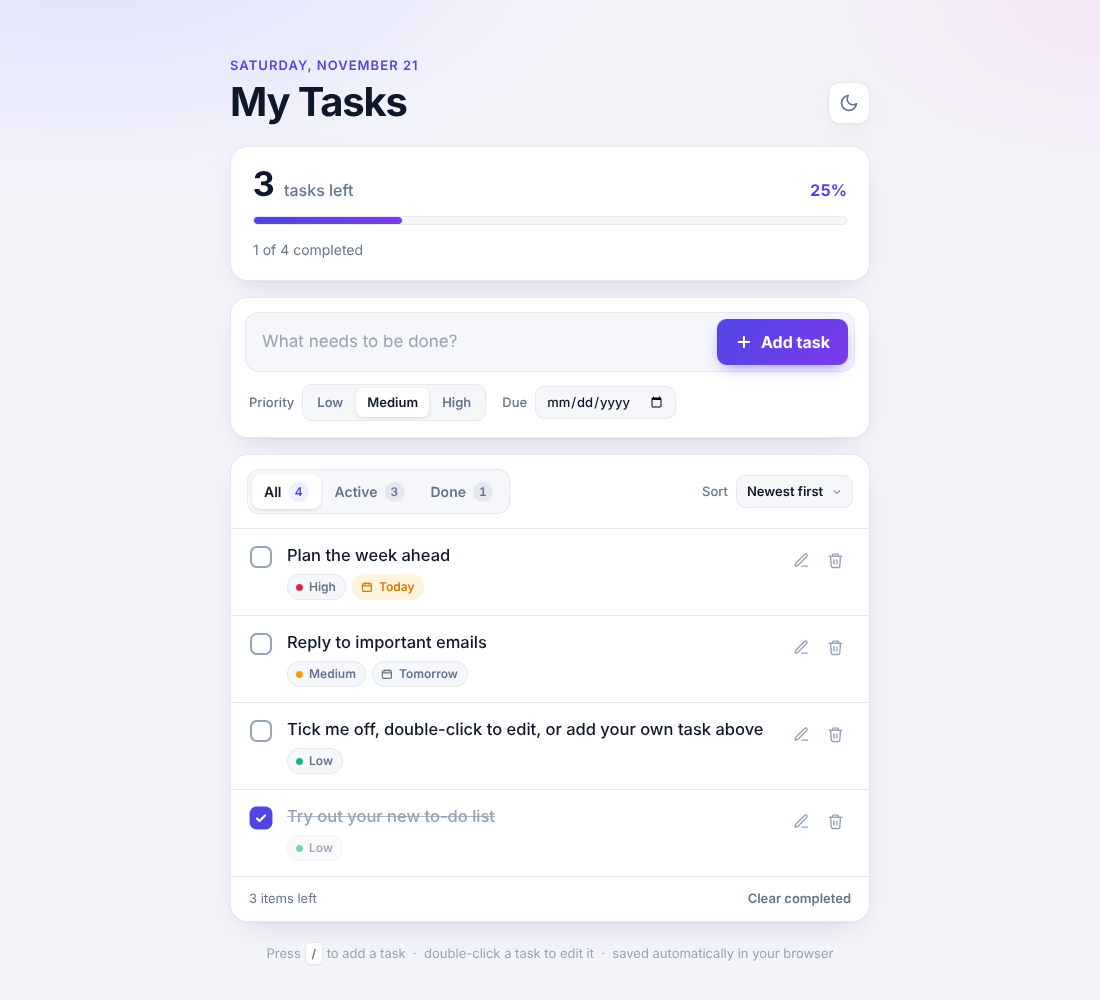 SATURDAY, NOVEMBER 21
My Tasks
3 tasks left 25%
1 of 4 completed
What needs to be done? Add task
Priority Low Medium High Due mm/dd/yyyy
All 4 Active 3 Done 1 Sort Newest first
Plan the week ahead
High Today
Reply to important emails
Medium Tomorrow
Tick me off, double-click to edit, or add your own task above
Low
Try out your new to-do list
Low
3 items left Clear completed
Press / to add a task · double-click a task to edit it · saved automatically in your browser